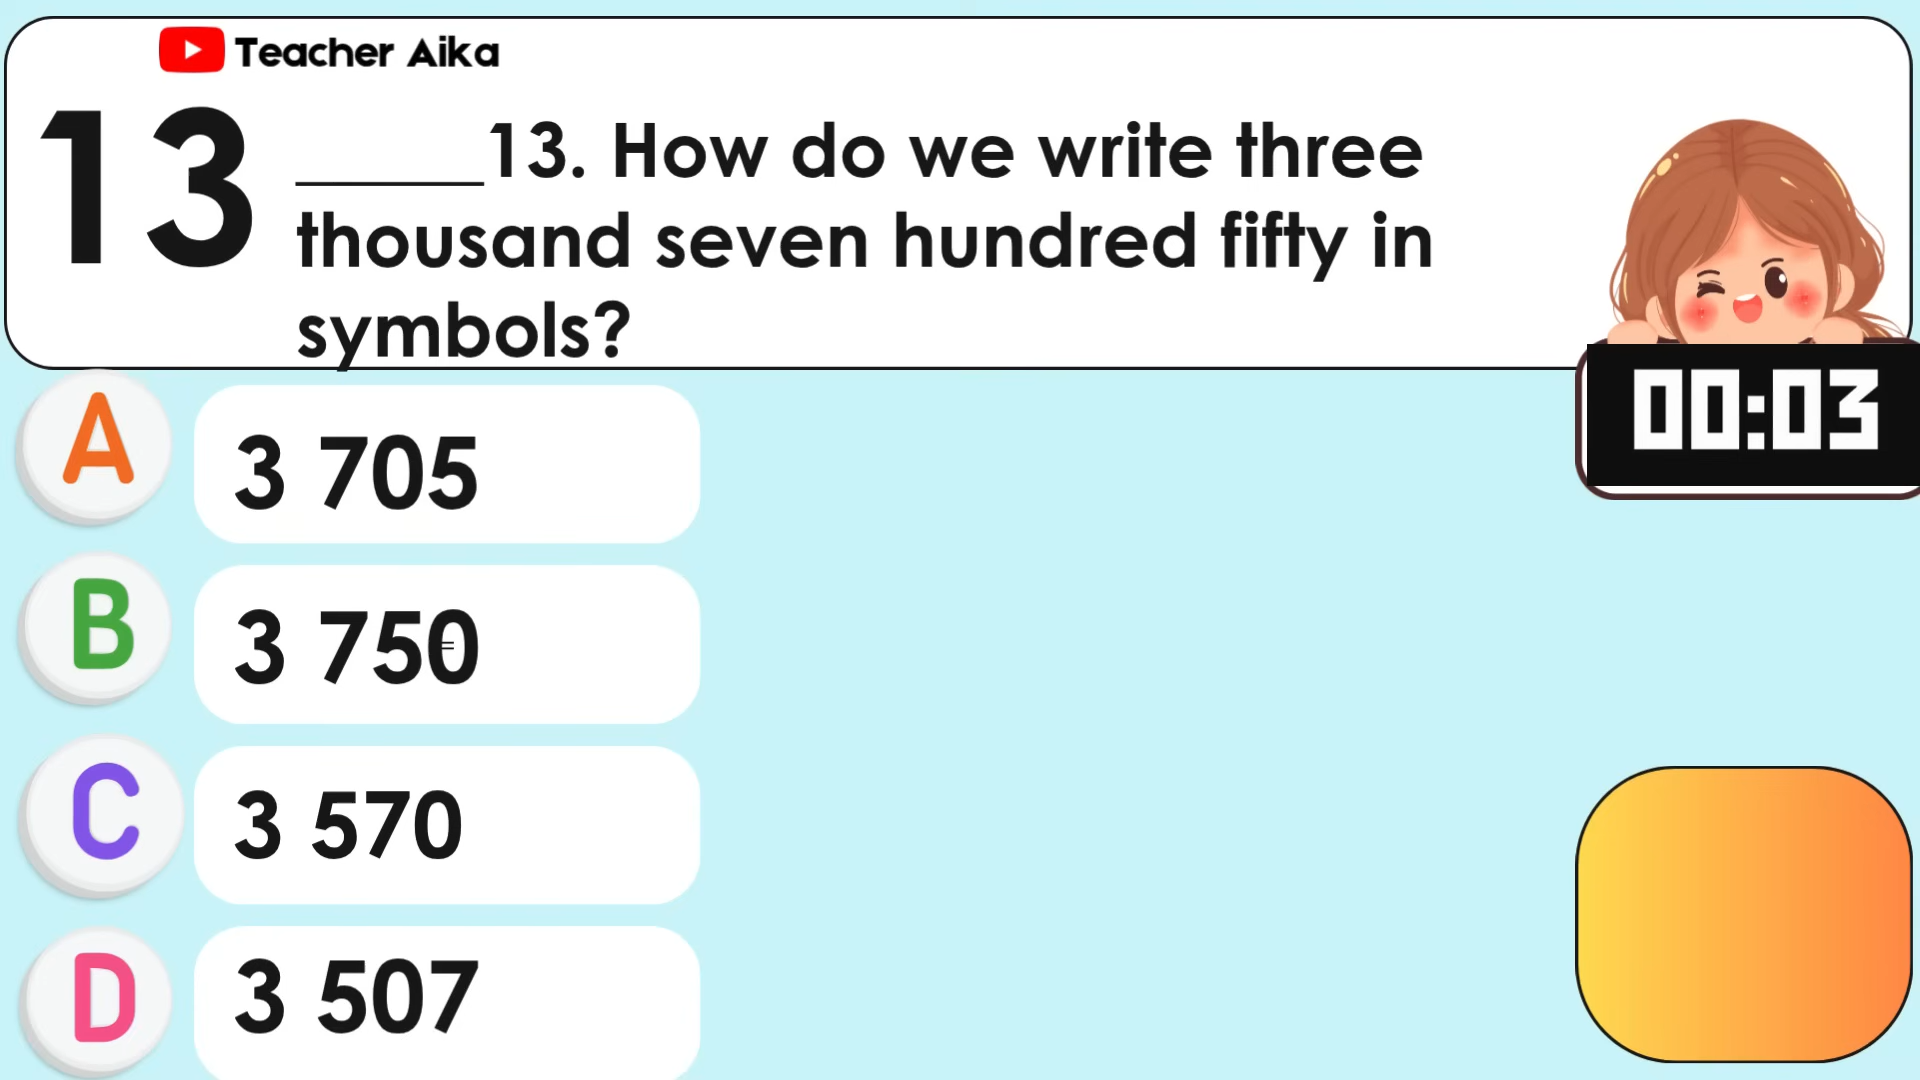 Teacher Aika
13
_____13. How do we write three
thousand seven hundred fifty in
symbols?
00:03
A
3 705
B
3 750
C
3 570
D
3 507